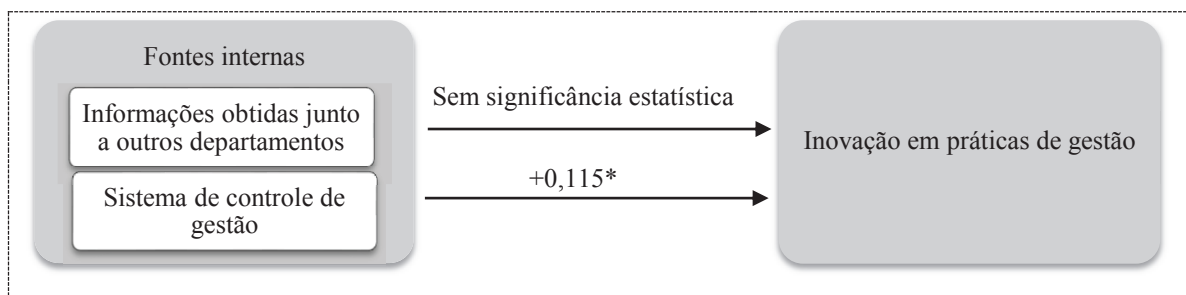 Fontes internas
Informações obtidas junto
a outros departamentos
Sistema de controle de
gestão
Sem significância estatística
+0,115*
Inovação em práticas de gestão